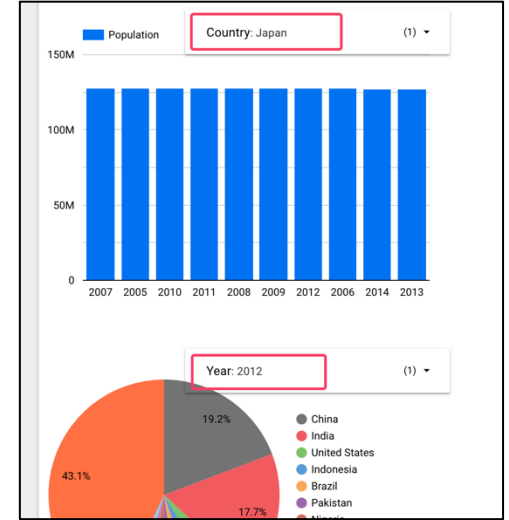 Population
Country: Japan
(1)
150M
100M
50M
0
2007 2005 2010 2011 2008 2009 2012 2006 2014 2013
Year: 2012
(1)
19.2%
43.1%
17.7%
China
India
United States
Indonesia
Brazil
Pakistan
Nigeria